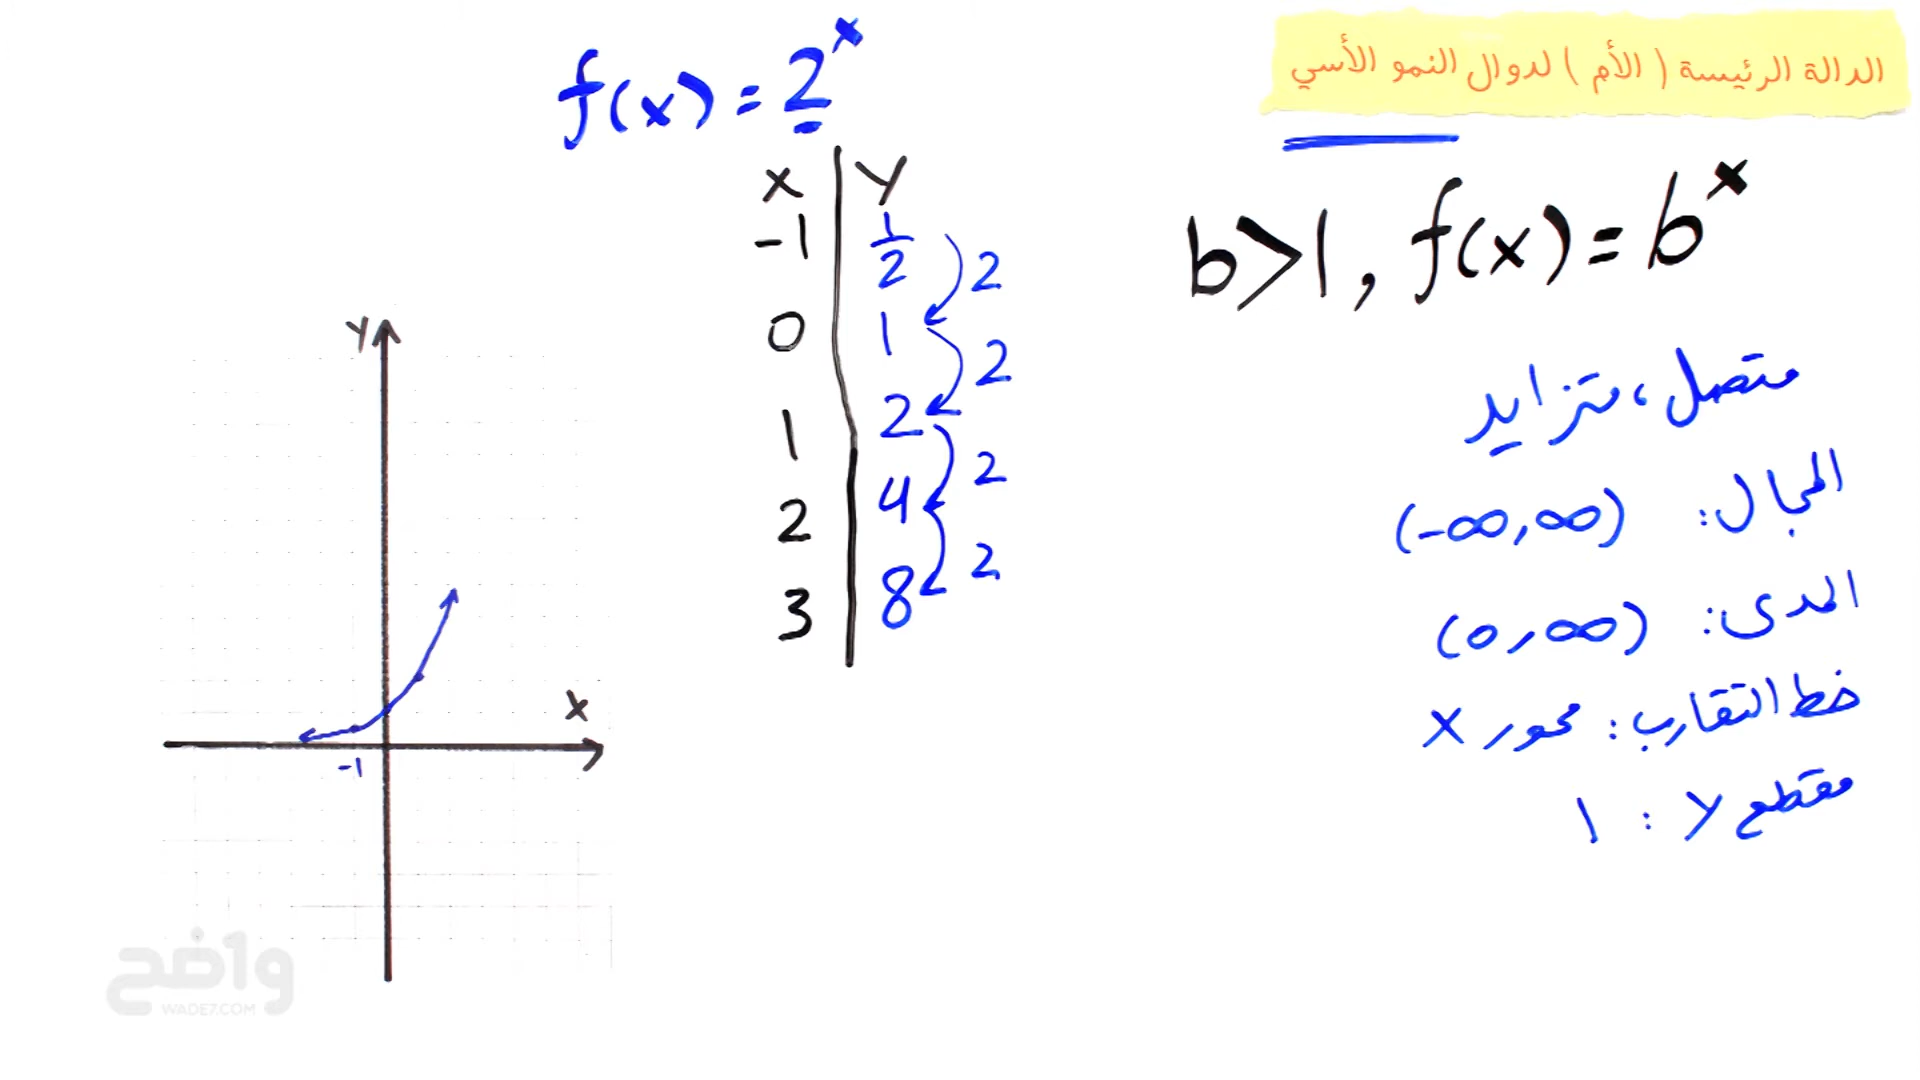 الدالة الرئيسة ( الأم ) لدوال النمو الأسي
b>1, f(x) = b^x
متصل، متزايد
المجال: (-∞,∞)
المدى: (0,∞)
خط التقارب: محور x
مقطع y : 1
f(x) = 2^x
x y
-1 1/2
2
0 1
2
1 2
2
2 4
2
3 8
y
x
-1
واضح
WADE7.COM